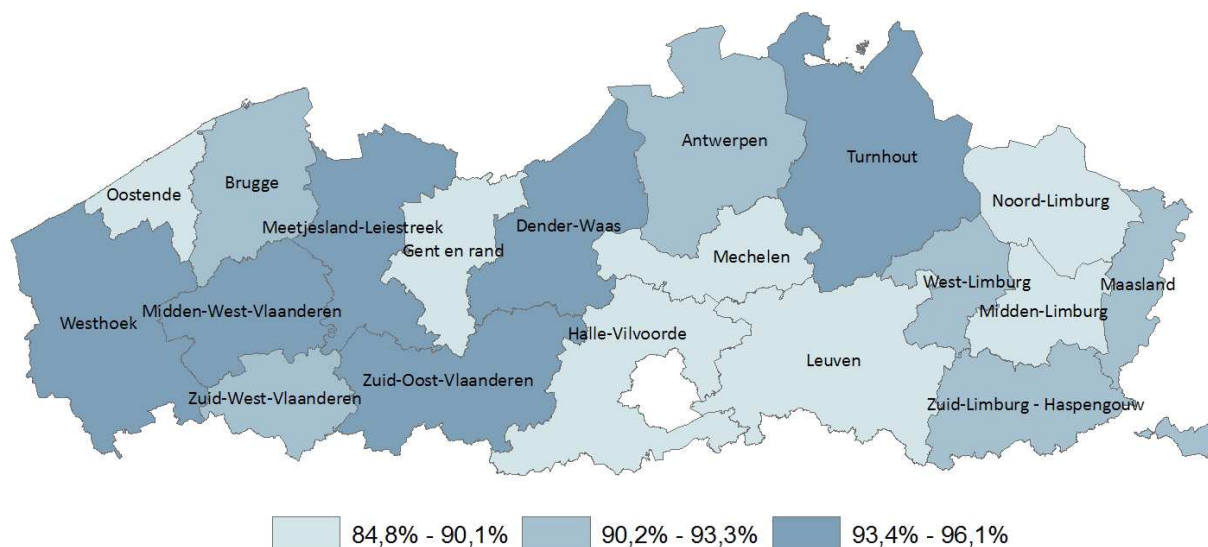 Antwerpen
Turnhout
Oostende
Brugge
Noord-Limburg
Meetjesland-Leiestreek
Dender-Waas
Gent en rand
Mechelen
West-Limburg
Maasland
Midden-West-Vlaanderen
Midden-Limburg
Westhoek
Halle-Vilvoorde
Leuven
Zuid-Oost-Vlaanderen
Zuid-West-Vlaanderen
Zuid-Limburg - Haspengouw
84,8% - 90,1%
90,2% - 93,3%
93,4% - 96,1%